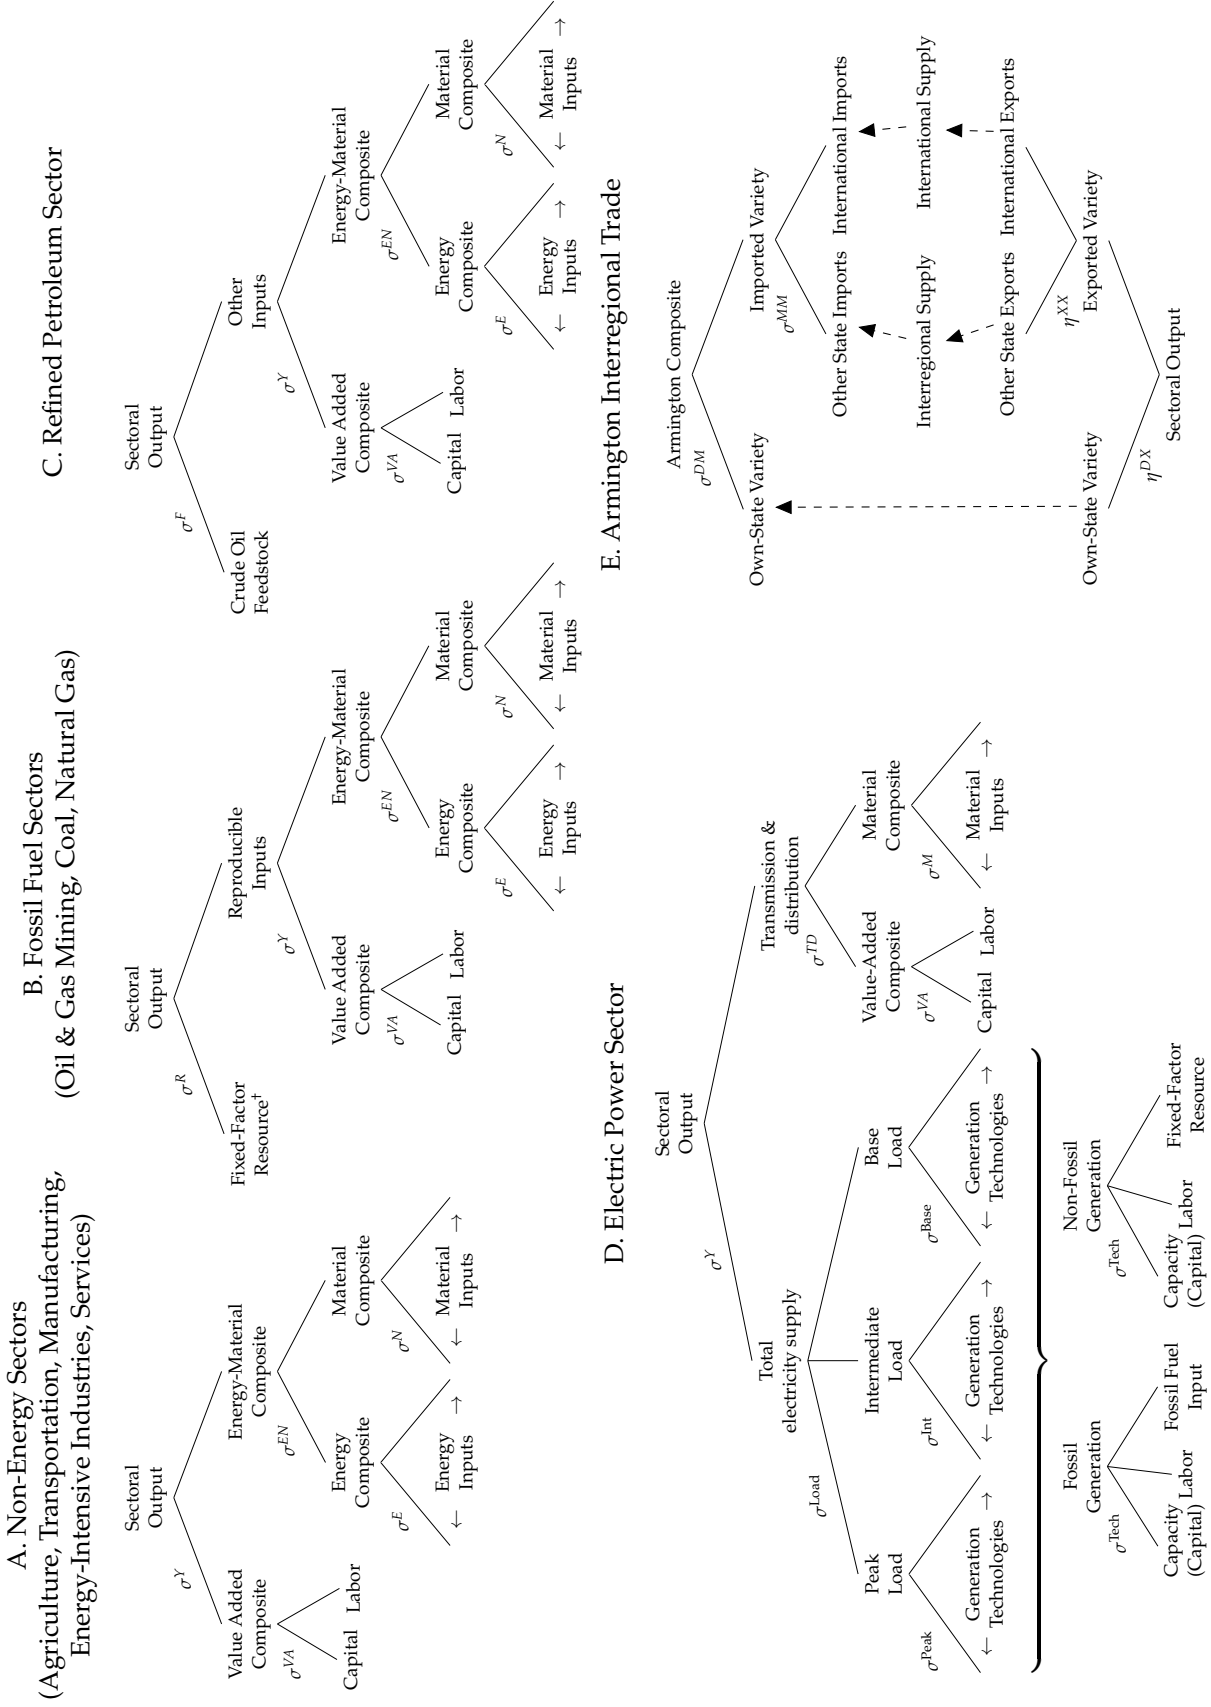 A. Non-Energy Sectors
(Agriculture, Transportation, Manufacturing,
Energy-Intensive Industries, Services)
Sectoral
Output
σ^Y
Value Added
Composite
σ^VA
Capital
Labor
Energy-Material
Composite
σ^EN
Energy
Composite
σ^E
← Energy →
Inputs
Material
Composite
σ^N
← Material →
Inputs
B. Fossil Fuel Sectors
(Oil & Gas Mining, Coal, Natural Gas)
Sectoral
Output
σ^R
Fixed-Factor
Resource†
Reproducible
Inputs
σ^Y
Value Added
Composite
σ^VA
Capital
Labor
Energy-Material
Composite
σ^EN
Energy
Composite
σ^E
← Energy →
Inputs
Material
Composite
σ^N
← Material →
Inputs
C. Refined Petroleum Sector
Sectoral
Output
σ^F
Crude Oil
Feedstock
Other
Inputs
σ^Y
Value Added
Composite
σ^VA
Capital
Labor
Energy-Material
Composite
σ^EN
Energy
Composite
σ^E
← Energy →
Inputs
Material
Composite
σ^N
← Material →
Inputs
D. Electric Power Sector
Sectoral
Output
σ^Y
Total
electricity supply
σ^Load
Peak
Load
σ^Peak
Generation
← Technologies →
Intermediate
Load
σ^Int
Generation
← Technologies →
Base
Load
σ^Base
Generation
← Technologies →
Transmission &
distribution
σ^TD
Value-Added
Composite
σ^VA
Capital
Labor
Material
Composite
σ^M
← Material →
Inputs
Fossil
Generation
σ^Tech
Capacity
(Capital)
Labor
Fossil Fuel
Input
Non-Fossil
Generation
σ^Tech
Capacity
(Capital)
Labor
Fixed-Factor
Resource
E. Armington Interregional Trade
Armington Composite
σ^DM
Own-State Variety
Imported Variety
σ^MM
Other State Imports
International Imports
Interregional Supply
International Supply
Other State Exports
International Exports
η^XX
Own-State Variety
Exported Variety
η^DX
Sectoral Output